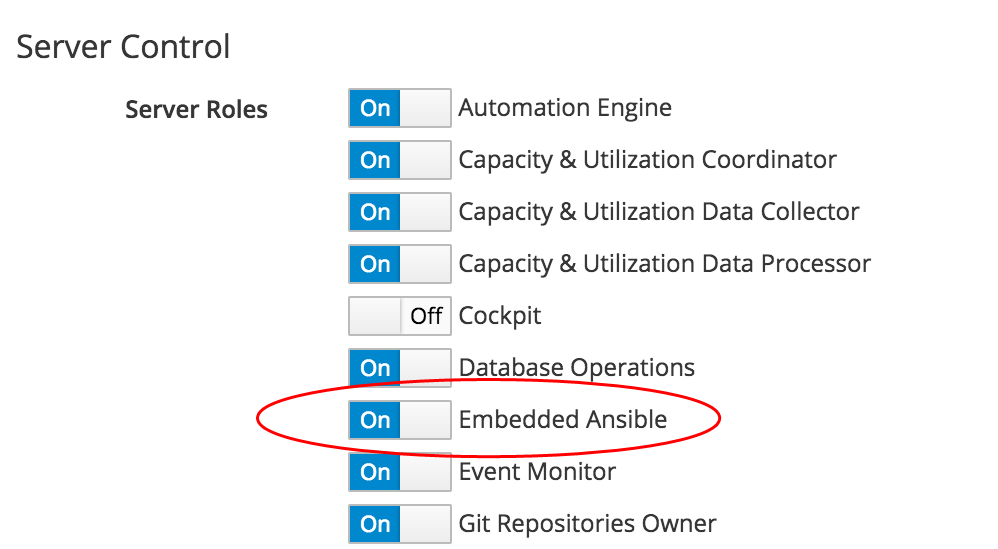 Server Control
Server Roles On Automation Engine
On Capacity & Utilization Coordinator
On Capacity & Utilization Data Collector
On Capacity & Utilization Data Processor
Off Cockpit
On Database Operations
On Embedded Ansible
On Event Monitor
On Git Repositories Owner